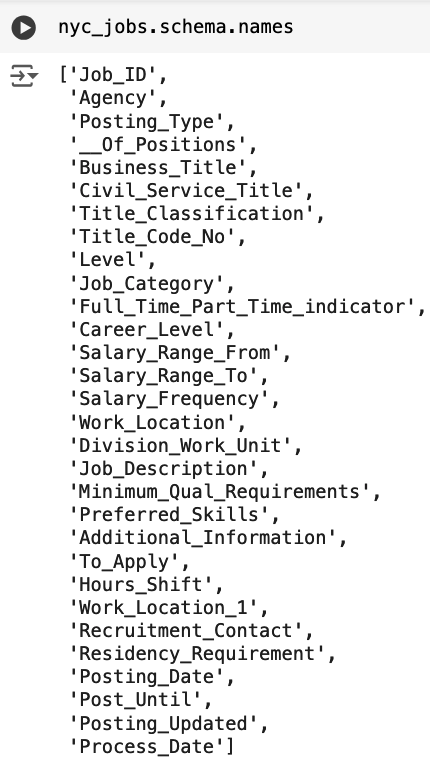 nyc_jobs.schema.names
['Job_ID',
'Agency',
'Posting_Type',
'__Of_Positions',
'Business_Title',
'Civil_Service_Title',
'Title_Classification',
'Title_Code_No',
'Level',
'Job_Category',
'Full_Time_Part_Time_indicator',
'Career_Level',
'Salary_Range_From',
'Salary_Range_To',
'Salary_Frequency',
'Work_Location',
'Division_Work_Unit',
'Job_Description',
'Minimum_Qual_Requirements',
'Preferred_Skills',
'Additional_Information',
'To_Apply',
'Hours_Shift',
'Work_Location_1',
'Recruitment_Contact',
'Residency_Requirement',
'Posting_Date',
'Post_Until',
'Posting_Updated',
'Process_Date']